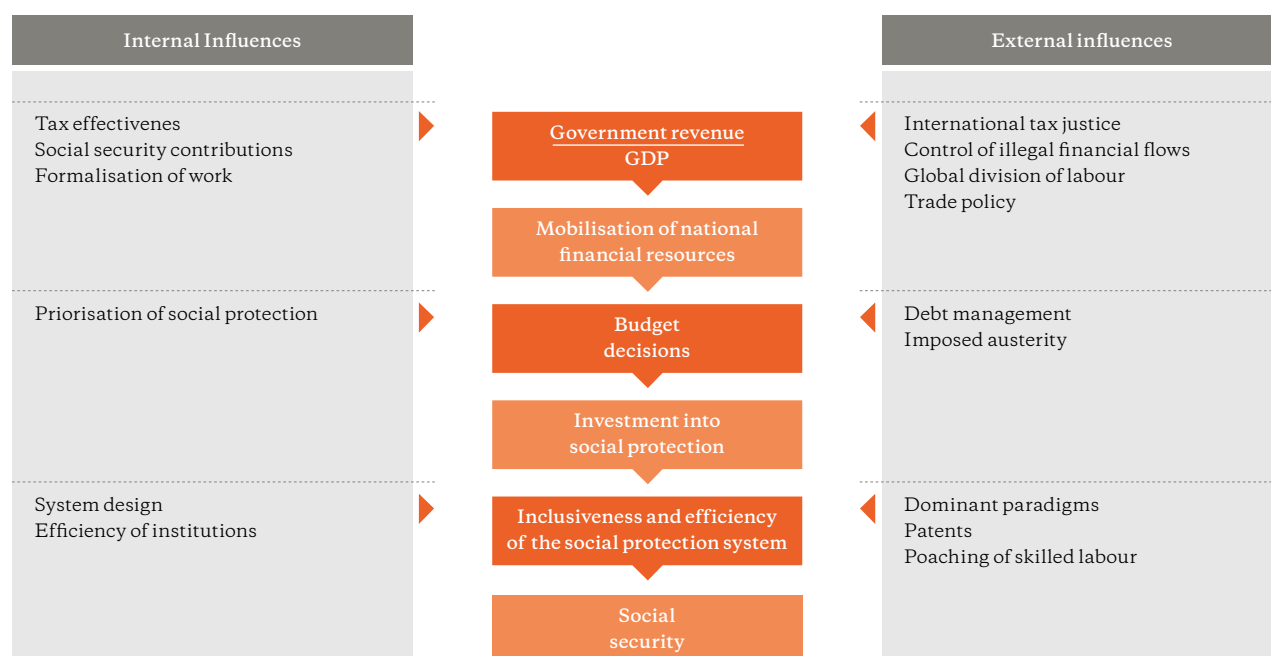 Internal Influences
External influences
Tax effectivenes
Social security contributions
Formalisation of work
Government revenue
GDP
International tax justice
Control of illegal financial flows
Global division of labour
Trade policy
Mobilisation of national
financial resources
Priorisation of social protection
Budget
decisions
Debt management
Imposed austerity
Investment into
social protection
System design
Efficiency of institutions
Inclusiveness and efficiency
of the social protection system
Dominant paradigms
Patents
Poaching of skilled labour
Social
security